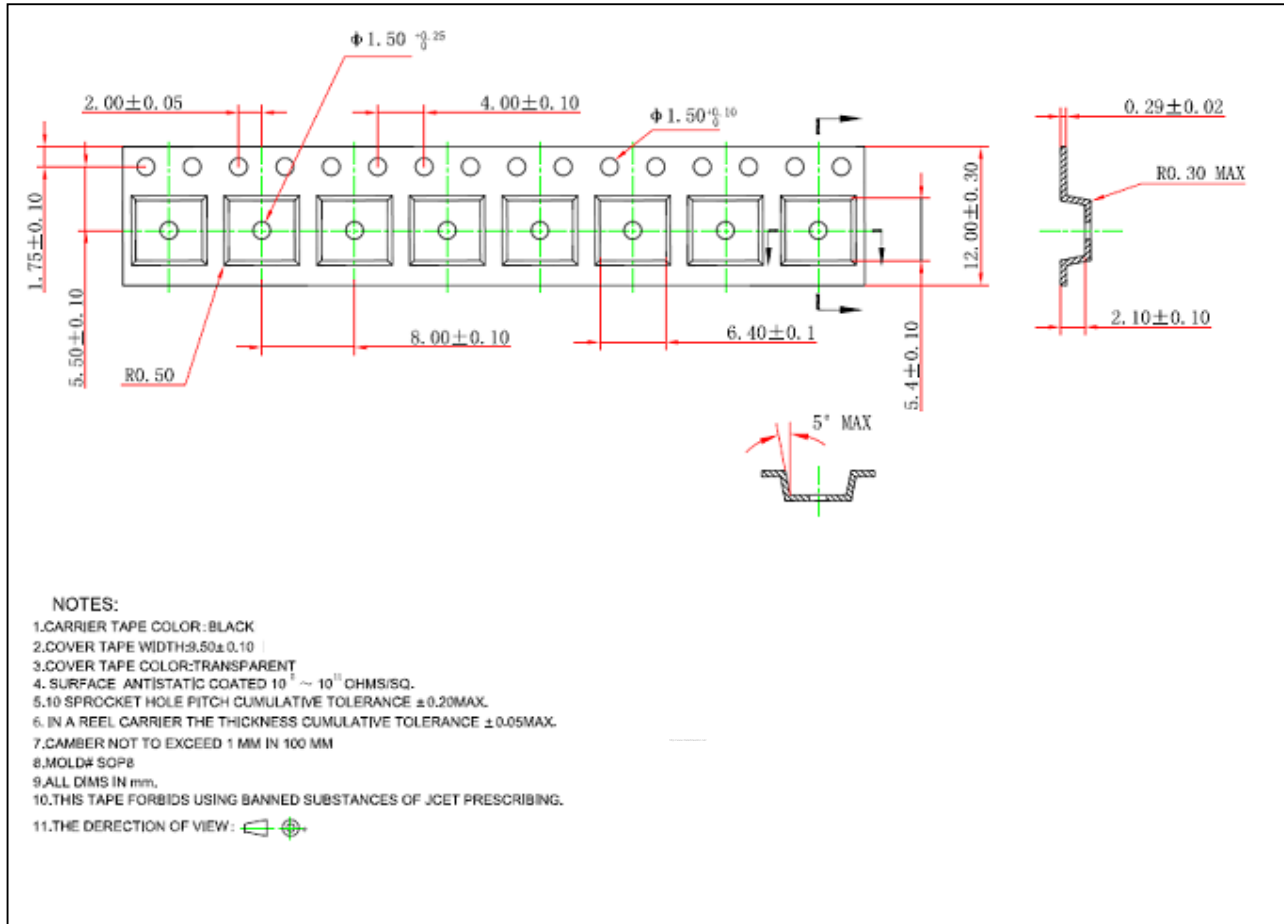 Φ1.50 +0.25 0
2.00±0.05
4.00±0.10
Φ1.50+0.10 0
0.29±0.02
R0.30 MAX
1.75±0.10
12.00±0.30
5.50±0.10
8.00±0.10
6.40±0.1
5.4±0.10
2.10±0.10
R0.50
5° MAX
NOTES:
1.CARRIER TAPE COLOR:BLACK
2.COVER TAPE WIDTH:9.50±0.10
3.COVER TAPE COLOR:TRANSPARENT
4. SURFACE ANTISTATIC COATED 10 ~ 10¹¹ OHMS/SQ.
5.10 SPROCKET HOLE PITCH CUMULATIVE TOLERANCE ±0.20MAX.
6. IN A REEL CARRIER THE THICKNESS CUMULATIVE TOLERANCE ±0.05MAX.
7.CAMBER NOT TO EXCEED 1 MM IN 100 MM
8.MOLD# SOP8
9.ALL DIMS IN mm.
10.THIS TAPE FORBIDS USING BANNED SUBSTANCES OF JCET PRESCRIBING.
11.THE DERECTION OF VIEW: